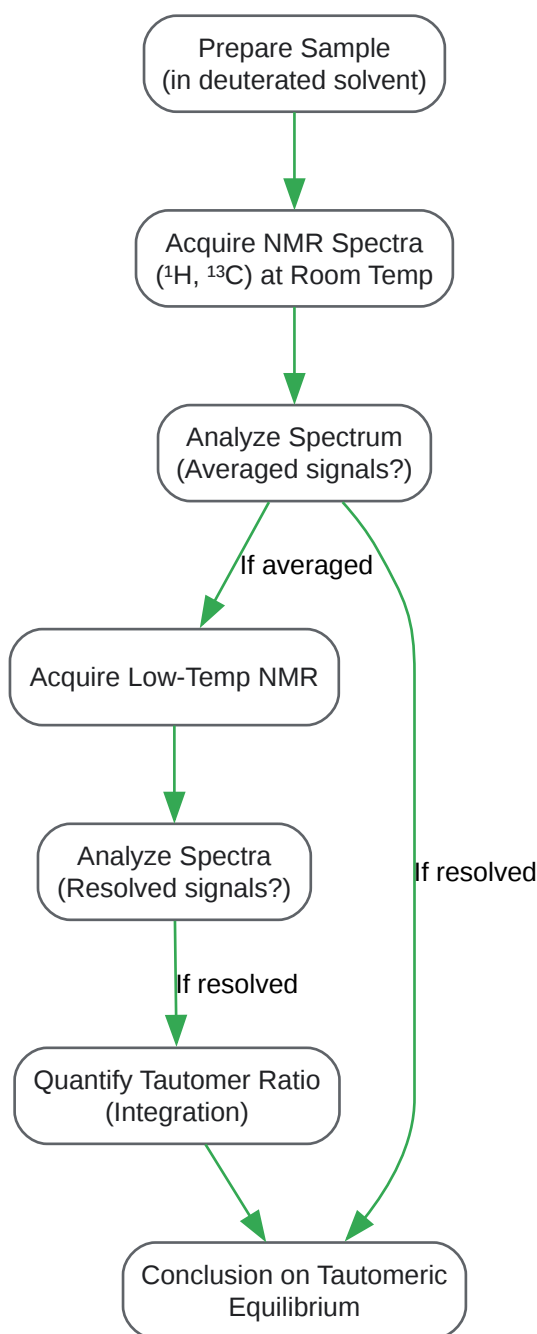 Prepare Sample
(in deuterated solvent)
Acquire NMR Spectra
(¹H, ¹³C) at Room Temp
Analyze Spectrum
(Averaged signals?)
If averaged
Acquire Low-Temp NMR
Analyze Spectra
(Resolved signals?)
If resolved
If resolved
Quantify Tautomer Ratio
(Integration)
Conclusion on Tautomeric
Equilibrium